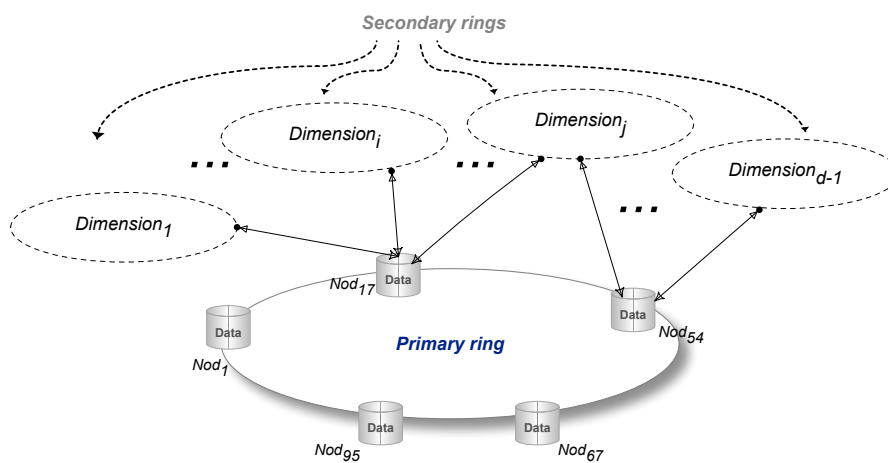 Secondary rings
Dimension_i
Dimension_j
Dimension_d-1
Dimension_1
...
...
...
Data
Nod_17
Data
Nod_54
Data
Nod_1
Primary ring
Data
Nod_95
Data
Nod_67